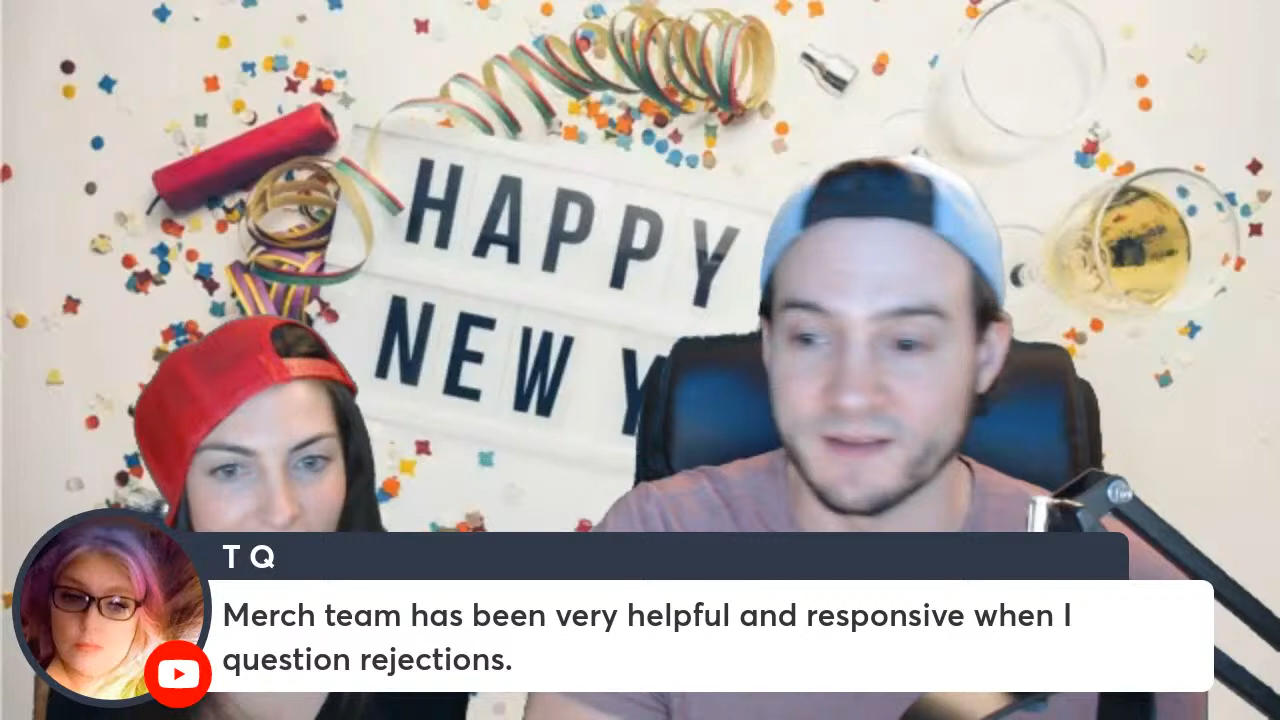 HAPPY
NEW Y
T Q
Merch team has been very helpful and responsive when I
question rejections.